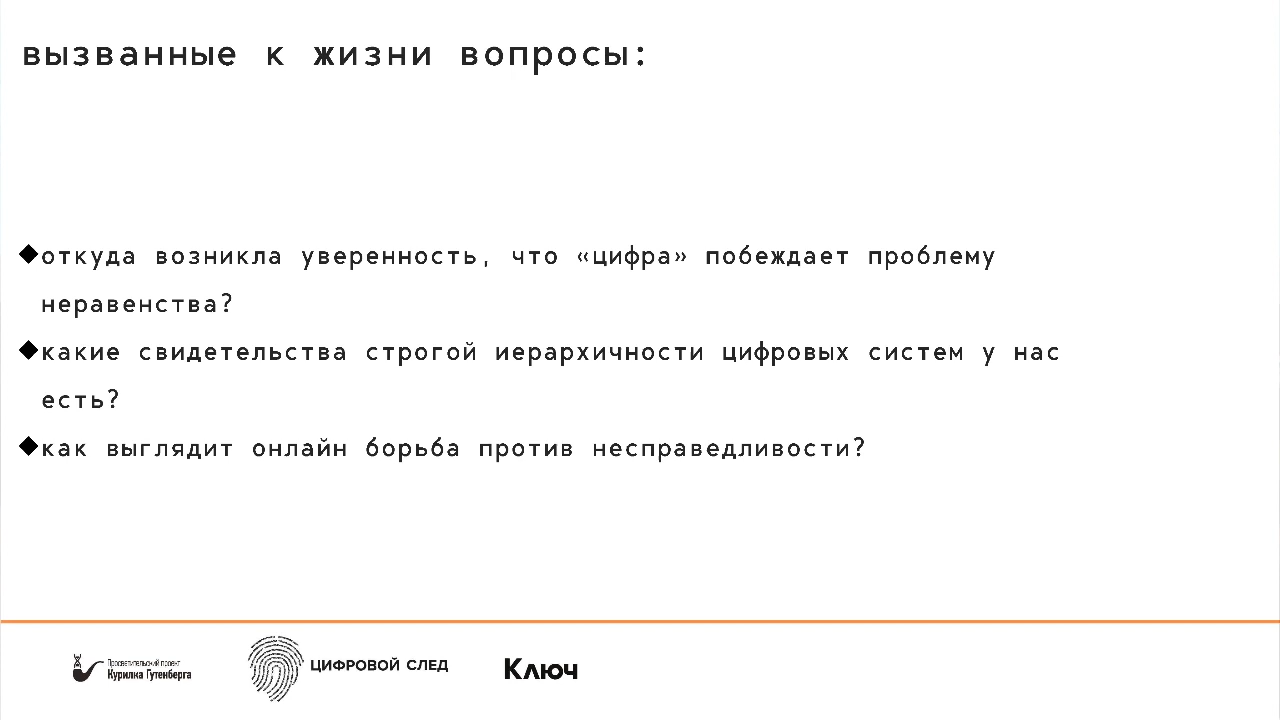 вызванные к жизни вопросы:
◆откуда возникла уверенность, что «цифра» побеждает проблему
неравенства?
◆какие свидетельства строгой иерархичности цифровых систем у нас
есть?
◆как выглядит онлайн борьба против несправедливости?
Просветительский проект
Курилка Гутенберга
ЦИФРОВОЙ СЛЕД
Ключ